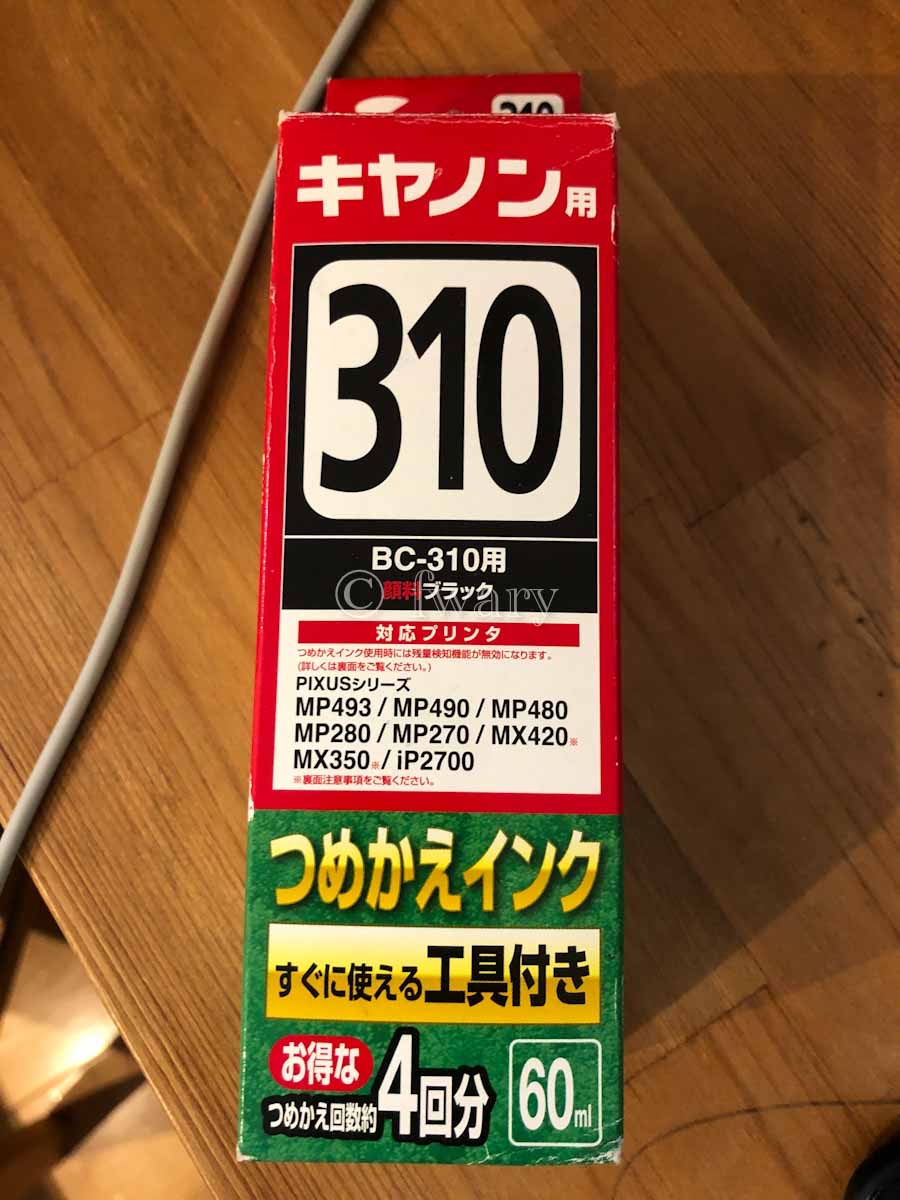 310
キヤノン用
310
BC-310用
顔料ブラック
© fwary
対応プリンタ
つめかえインク使用時には残量検知機能が無効になります。
(詳しくは裏面をご覧ください。)
PIXUSシリーズ
MP493 / MP490 / MP480
MP280 / MP270 / MX420※
MX350※ / iP2700
※裏面注意事項をご覧ください。
つめかえインク
すぐに使える工具付き
お得な
つめかえ回数約4回分
60ml